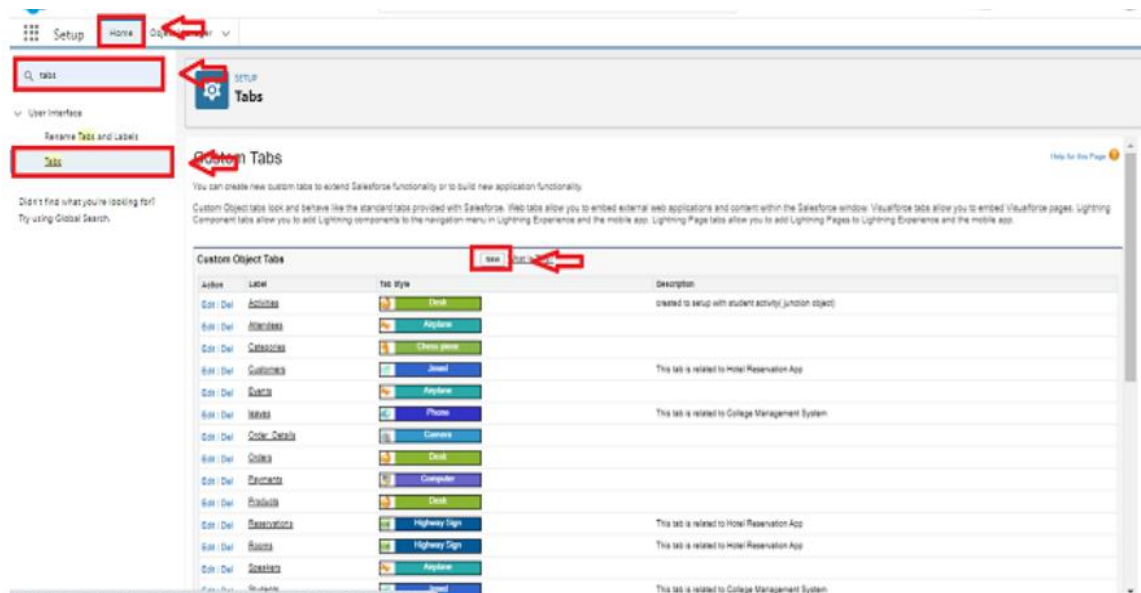 Setup
Home
tabs
User Interface
Rename Tabs and Labels
Tabs
Didn't find what you're looking for?
Try using Global Search.
SETUP
Tabs
Custom Tabs
Help for this Page
You can create new custom tabs to extend Salesforce functionality or to build new application functionality.
Custom Object tabs look and behave like the standard tabs provided with Salesforce. Web tabs allow you to embed external web applications and content within the Salesforce window. Visualforce tabs allow you to embed Visualforce pages. Lightning
Component tabs allow you to add Lightning components to the navigation menu in Lightning Experience and the mobile app. Lightning Page tabs allow you to add Lightning Pages to Lightning Experience and the mobile app.
Custom Object Tabs New
Action Label Tab Style Description
Edit | Del Activities Desk created to setup with student activity( junction object)
Edit | Del Attendees Airplane
Edit | Del Categories Chess piece
Edit | Del Customers Jewel This tab is related to Hotel Reservation App
Edit | Del Events Airplane
Edit | Del Phone This tab is related to College Management System
Edit | Del Order Details Camera
Edit | Del Orders Desk
Edit | Del Payments Computer
Edit | Del Products Desk
Edit | Del Reservations Highway Sign This tab is related to Hotel Reservation App
Edit | Del Rooms Highway Sign This tab is related to Hotel Reservation App
Edit | Del Speakers Airplane
Edit | Del Students Jewel This tab is related to College Management System